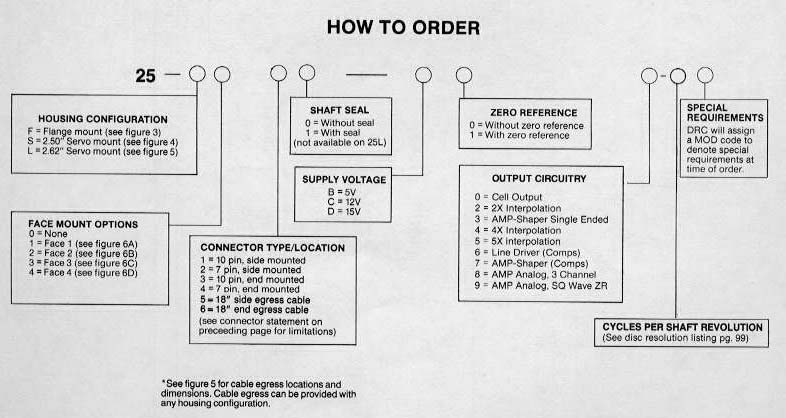 HOW TO ORDER
25 –
HOUSING CONFIGURATION
F = Flange mount (see figure 3)
S = 2.50" Servo mount (see figure 4)
L = 2.62" Servo mount (see figure 5)
SHAFT SEAL
0 = Without seal
1 = With seal
(not available on 25L)
ZERO REFERENCE
0 = Without zero reference
1 = With zero reference
SPECIAL
REQUIREMENTS
DRC will assign
a MOD code to
denote special
requirements at
time of order.
SUPPLY VOLTAGE
B = 5V
C = 12V
D = 15V
OUTPUT CIRCUITRY
0 = Cell Output
2 = 2X Interpolation
3 = AMP-Shaper Single Ended
4 = 4X Interpolation
5 = 5X Interpolation
6 = Line Driver (Comps)
7 = AMP-Shaper (Comps)
8 = AMP Analog, 3 Channel
9 = AMP Analog, SQ Wave ZR
FACE MOUNT OPTIONS
0 = None
1 = Face 1 (see figure 6A)
2 = Face 2 (see figure 6B)
3 = Face 3 (see figure 6C)
4 = Face 4 (see figure 6D)
CONNECTOR TYPE/LOCATION
1 = 10 pin, side mounted
2 = 7 pin, side mounted
3 = 10 pin, end mounted
4 = 7 pin, end mounted
5 = 18" side egress cable
6 = 18" end egress cable
(see connector statement on
preceeding page for limitations)
CYCLES PER SHAFT REVOLUTION
(See disc resolution listing pg. 99)
*See figure 5 for cable egress locations and
dimensions. Cable egress can be provided with
any housing configuration.